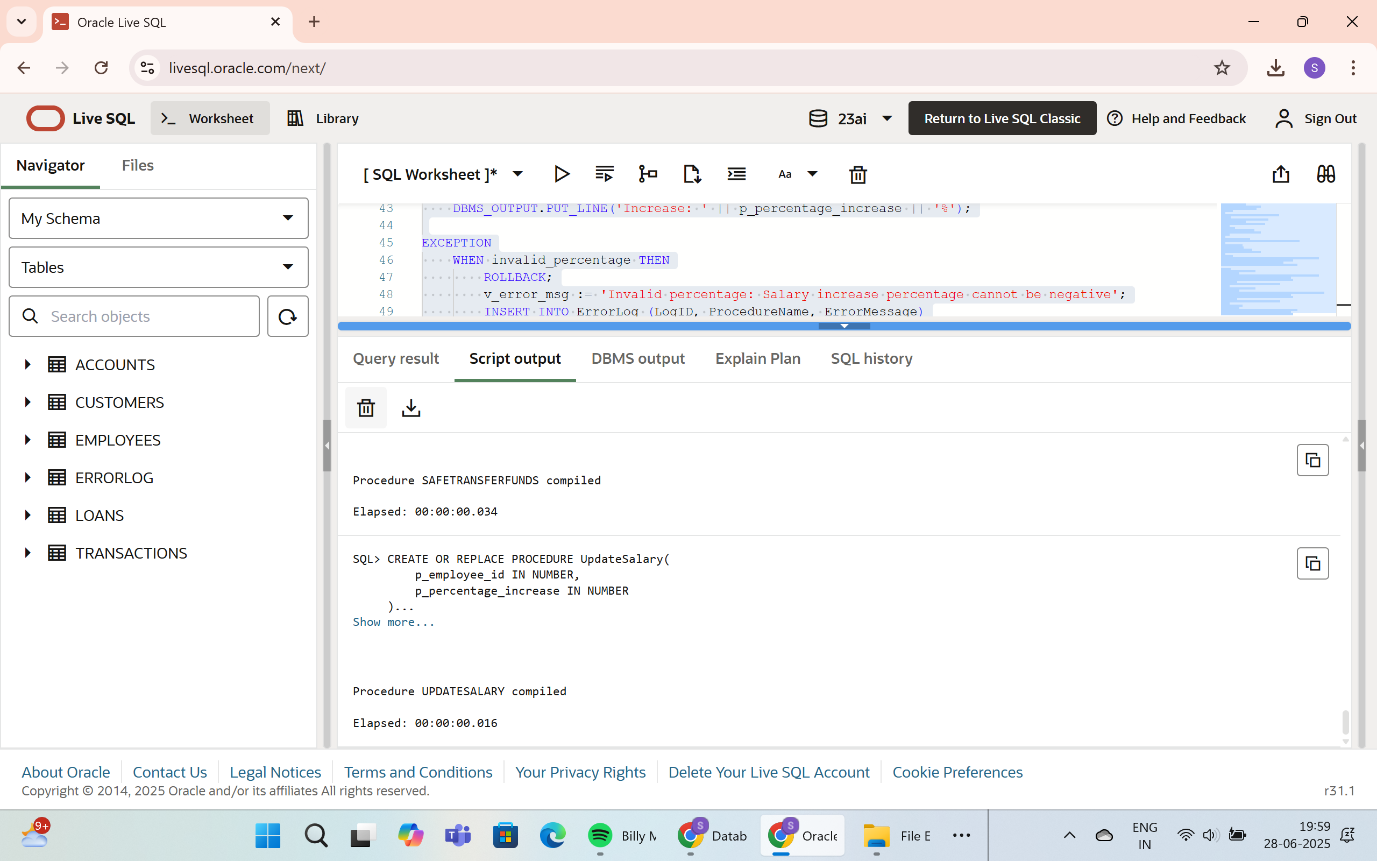 Oracle Live SQL
livesql.oracle.com/next/
S
Live SQL
Worksheet
Library
23ai
Return to Live SQL Classic
Help and Feedback
Sign Out
Navigator
Files
My Schema
Tables
Search objects
ACCOUNTS
CUSTOMERS
EMPLOYEES
ERRORLOG
LOANS
TRANSACTIONS
[ SQL Worksheet ]*
Aa
43 DBMS_OUTPUT.PUT_LINE('Increase: ' || p_percentage_increase || '%');
44
45 EXCEPTION
46 WHEN invalid_percentage THEN
47 ROLLBACK;
48 v_error_msg := 'Invalid percentage: Salary increase percentage cannot be negative';
49 INSERT INTO ErrorLog (LogID, ProcedureName, ErrorMessage)
Query result
Script output
DBMS output
Explain Plan
SQL history
Procedure SAFETRANSFERFUNDS compiled
Elapsed: 00:00:00.034
SQL> CREATE OR REPLACE PROCEDURE UpdateSalary(
p_employee_id IN NUMBER,
p_percentage_increase IN NUMBER
)...
Show more...
Procedure UPDATESALARY compiled
Elapsed: 00:00:00.016
About Oracle
Contact Us
Legal Notices
Terms and Conditions
Your Privacy Rights
Delete Your Live SQL Account
Cookie Preferences
Copyright © 2014, 2025 Oracle and/or its affiliates All rights reserved.
r31.1
9+
Billy M
S
Datab
S
Oracle
File E
ENG
IN
19:59
28-06-2025